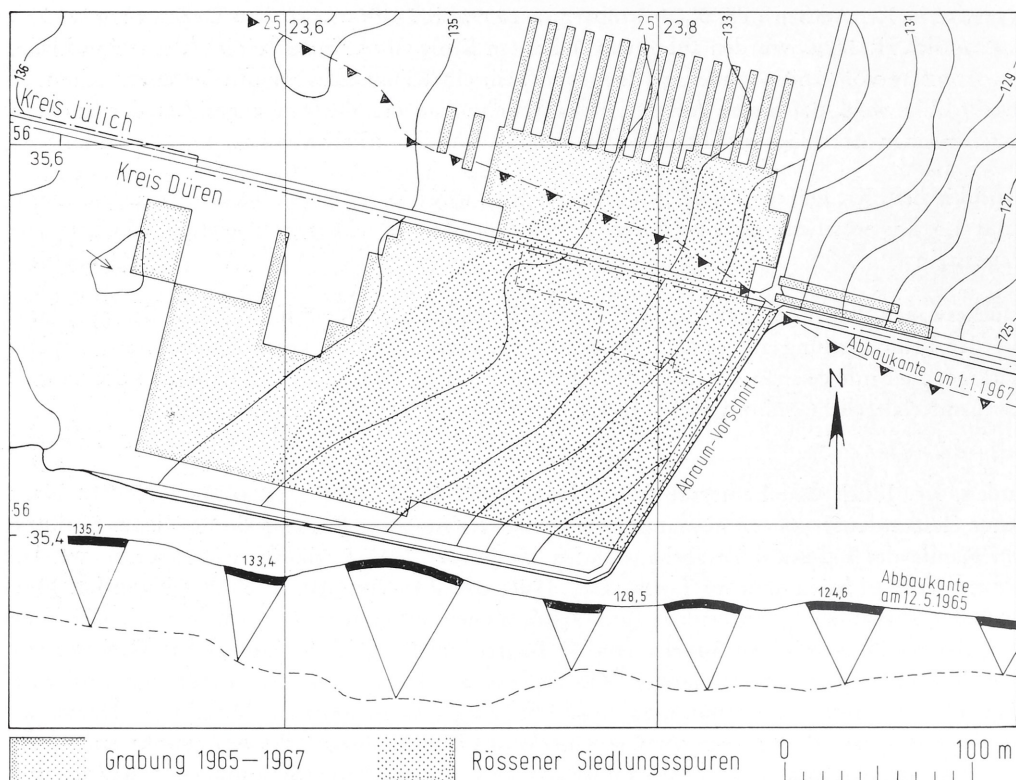 25 23,6
135
25 23,8
133
131
129
136
Kreis Jülich
56
35,6
Kreis Düren
127
125
Abbaukante am 1.1.1967
N
Abraum-Vorschnitt
56
35,4
135,7
133,4
128,5
124,6
Abbaukante
am 12.5.1965
Grabung 1965–1967
Rössener Siedlungsspuren
0 100 m